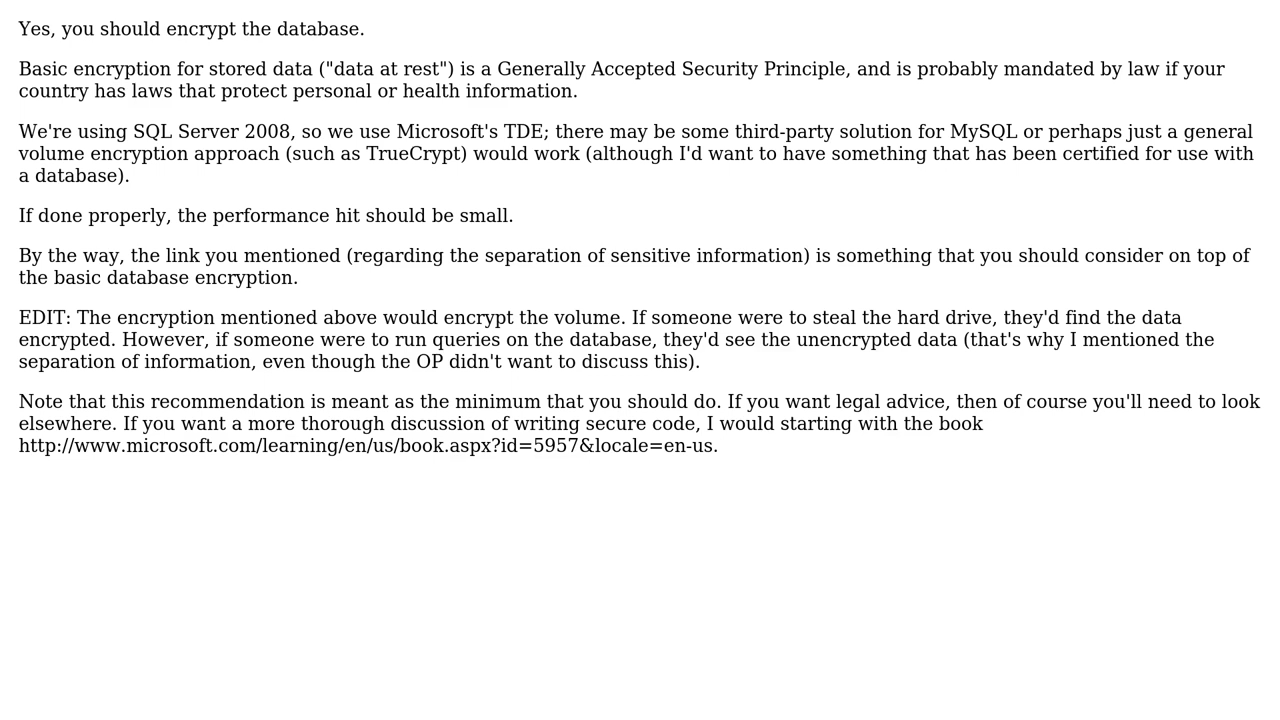 Yes, you should encrypt the database.
Basic encryption for stored data ("data at rest") is a Generally Accepted Security Principle, and is probably mandated by law if your
country has laws that protect personal or health information.
We're using SQL Server 2008, so we use Microsoft's TDE; there may be some third-party solution for MySQL or perhaps just a general
volume encryption approach (such as TrueCrypt) would work (although I'd want to have something that has been certified for use with
a database).
If done properly, the performance hit should be small.
By the way, the link you mentioned (regarding the separation of sensitive information) is something that you should consider on top of
the basic database encryption.
EDIT: The encryption mentioned above would encrypt the volume. If someone were to steal the hard drive, they'd find the data
encrypted. However, if someone were to run queries on the database, they'd see the unencrypted data (that's why I mentioned the
separation of information, even though the OP didn't want to discuss this).
Note that this recommendation is meant as the minimum that you should do. If you want legal advice, then of course you'll need to look
elsewhere. If you want a more thorough discussion of writing secure code, I would starting with the book
http://www.microsoft.com/learning/en/us/book.aspx?id=5957&locale=en-us.